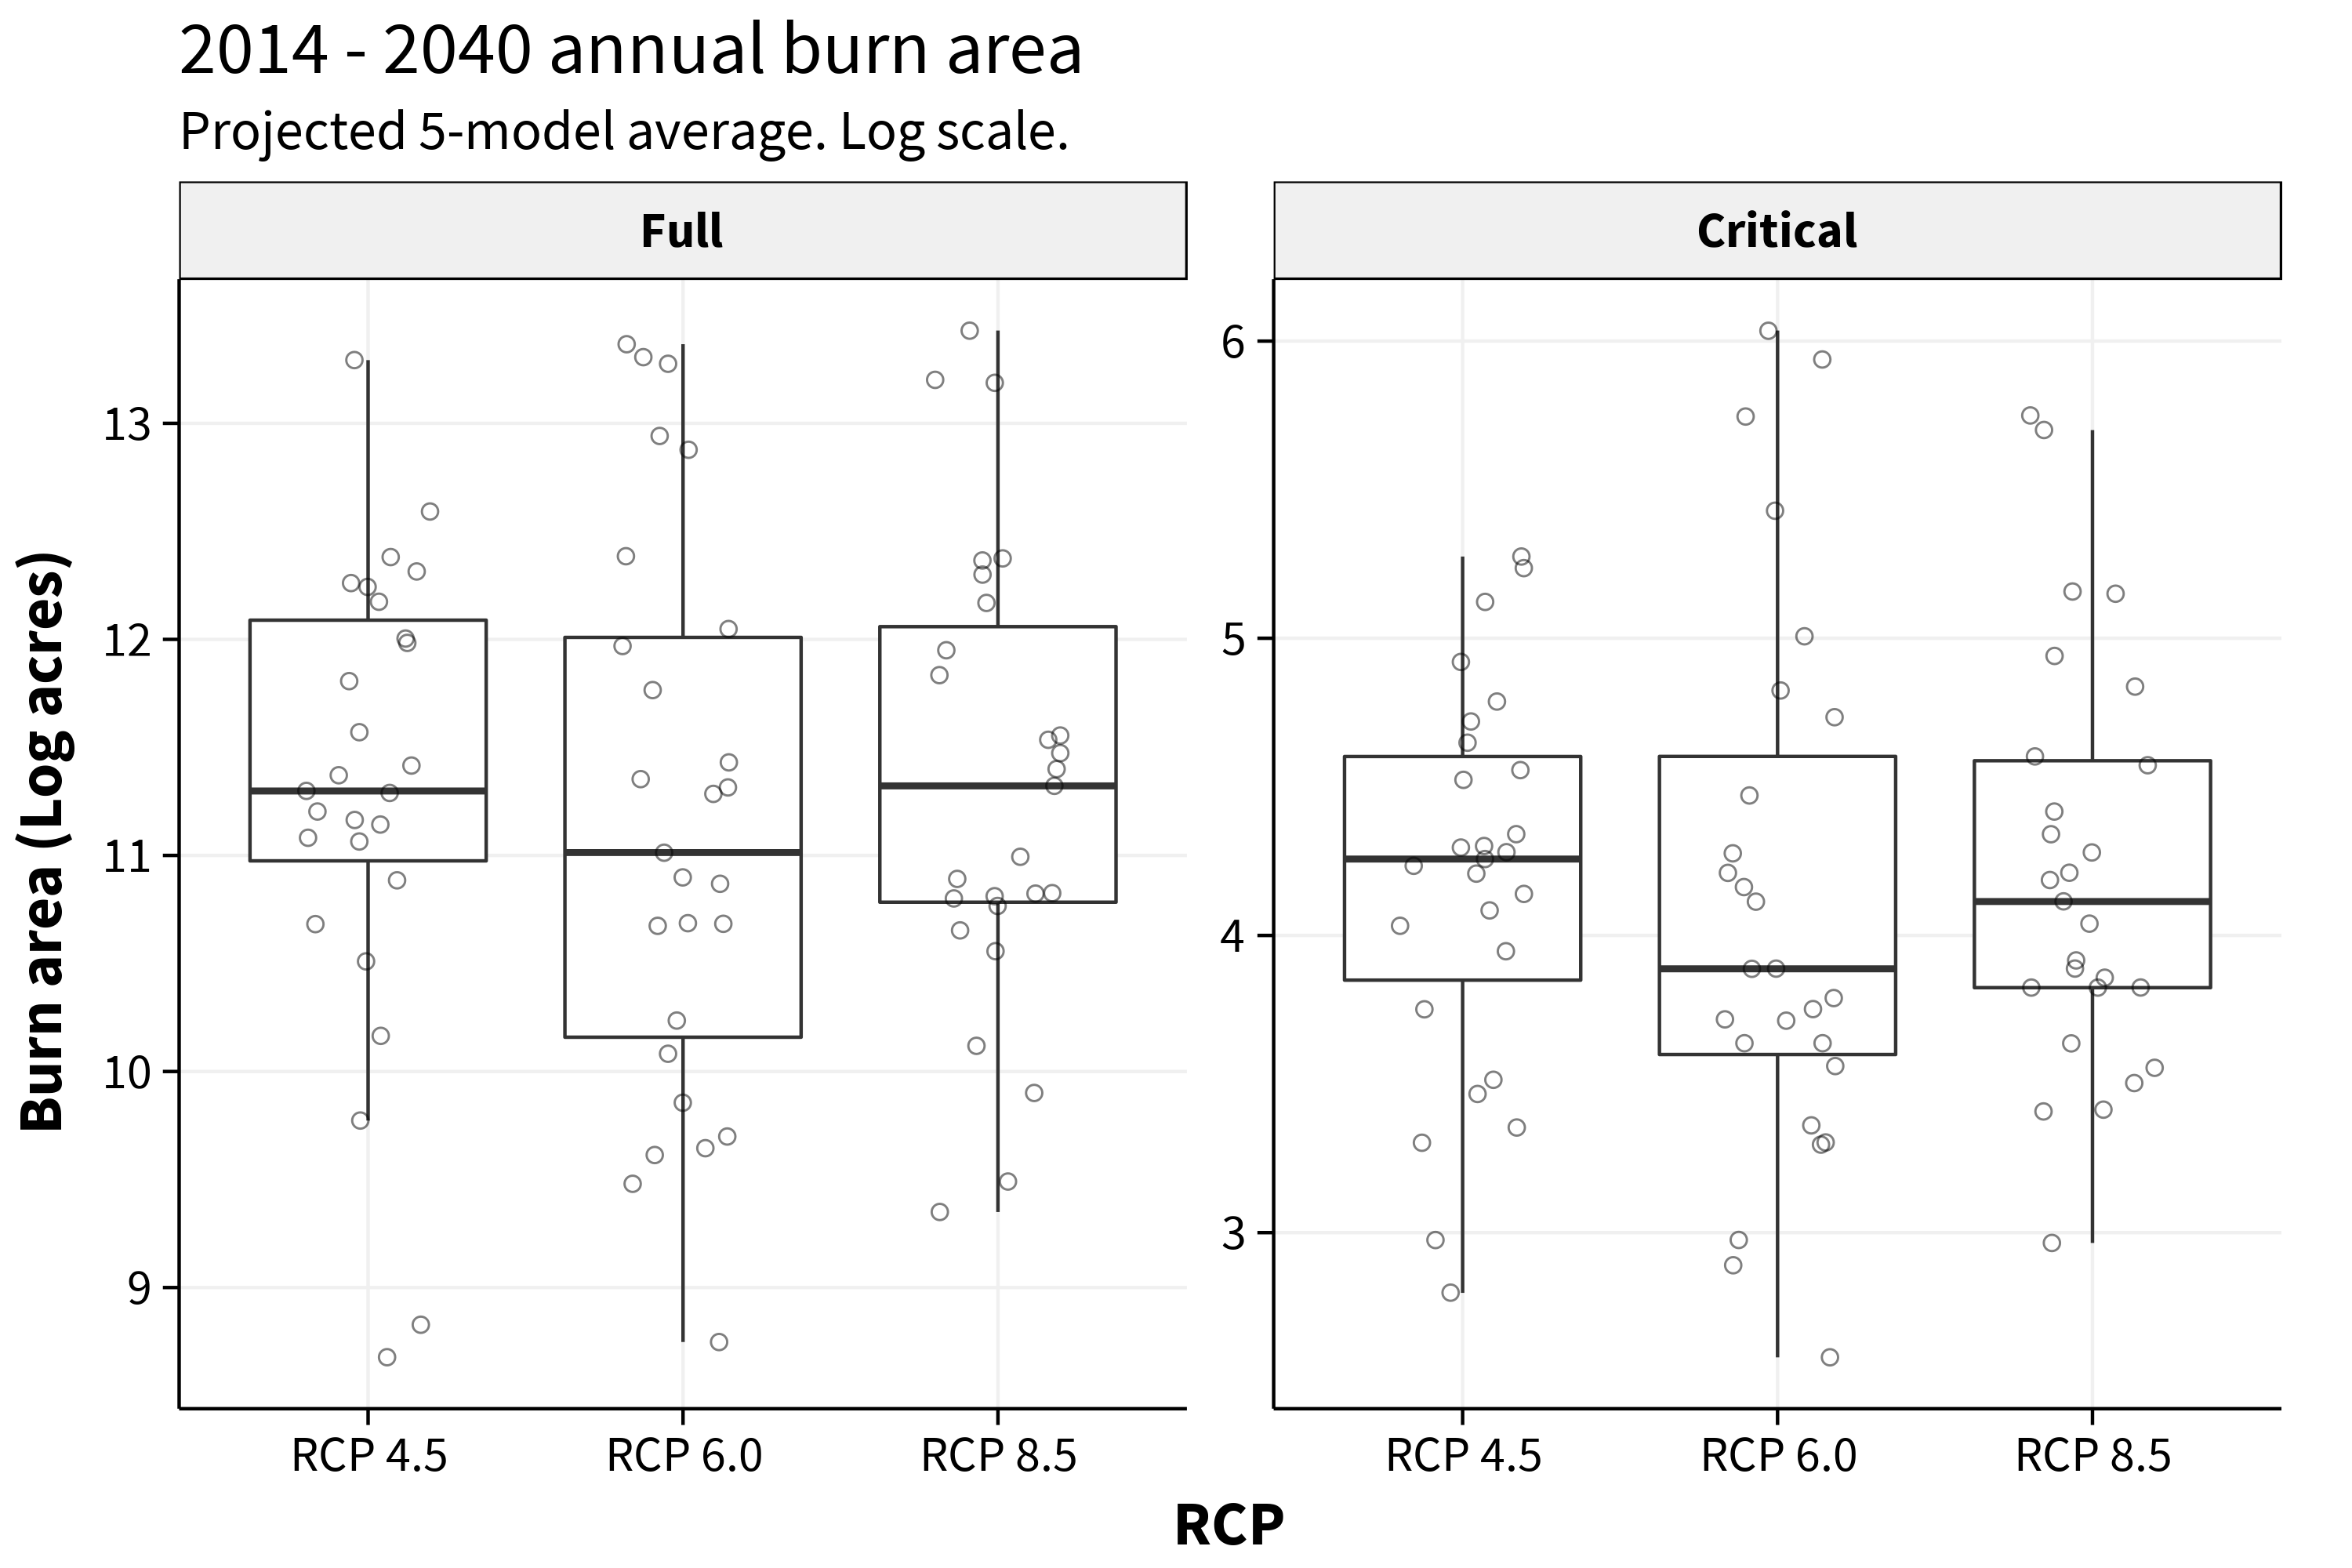 2014 - 2040 annual burn area
Projected 5-model average. Log scale.
Full
Critical
Burn area (Log acres)
13
12
11
10
9
6
5
4
3
RCP 4.5
RCP 6.0
RCP 8.5
RCP 4.5
RCP 6.0
RCP 8.5
RCP